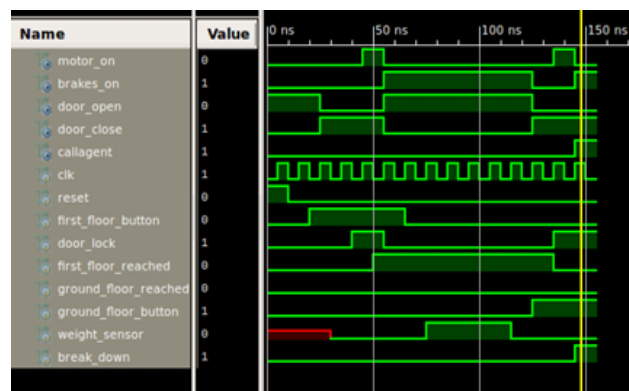 Name Value 0 ns 50 ns 100 ns 150 ns
motor_on 0
brakes_on 1
door_open 0
door_close 1
callagent 1
clk 1
reset 0
first_floor_button 0
door_lock 1
first_floor_reached 0
ground_floor_reached 0
ground_floor_button 1
weight_sensor 0
break_down 1